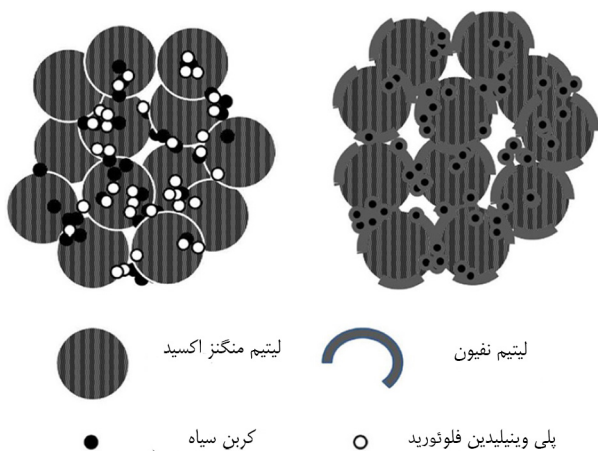 لیتیم منگنز اکسید
لیتیم نفیون
کربن سیاه
پلی وینیلیدین فلوئورید